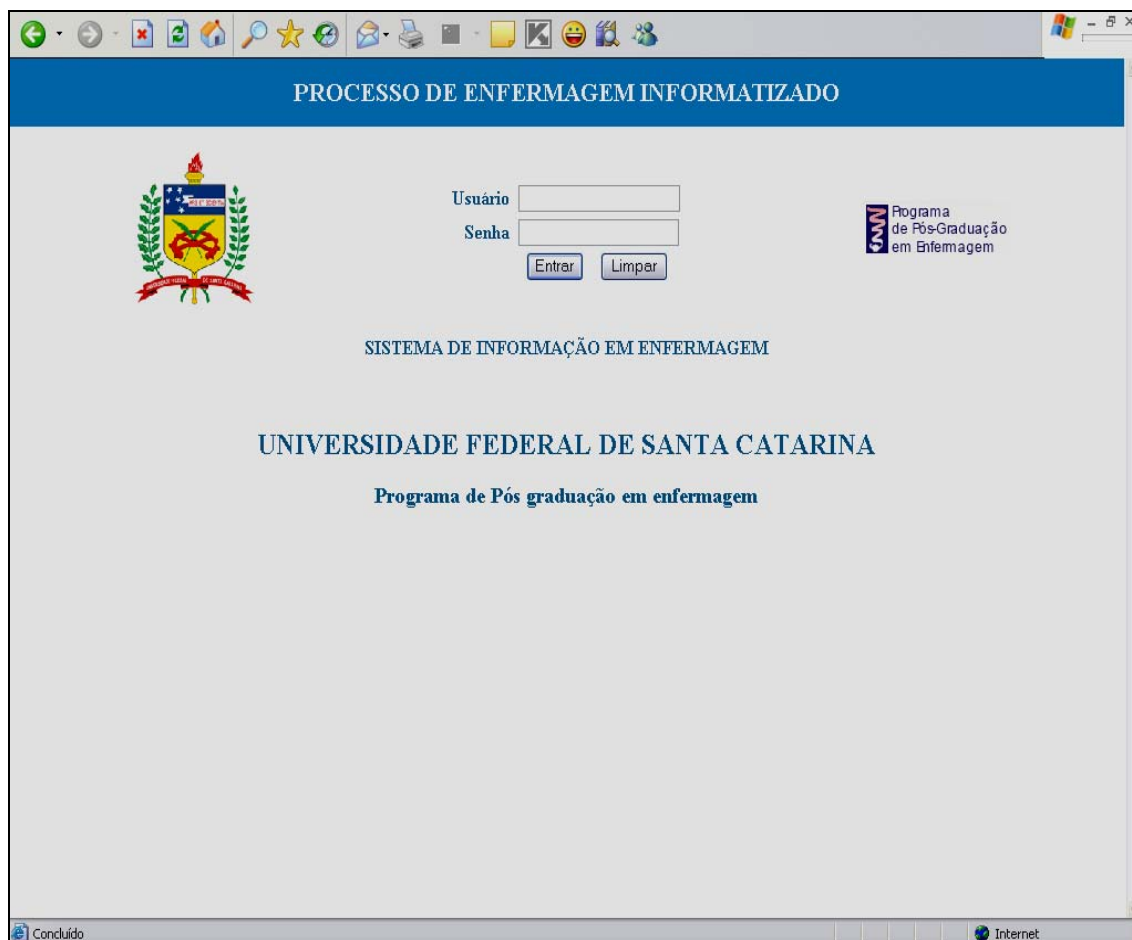 PROCESSO DE ENFERMAGEM INFORMATIZADO
Usuário
Senha
Entrar Limpar
Programa
de Pós-Graduação
em Enfermagem
SISTEMA DE INFORMAÇÃO EM ENFERMAGEM
UNIVERSIDADE FEDERAL DE SANTA CATARINA
Programa de Pós graduação em enfermagem
Concluído Internet